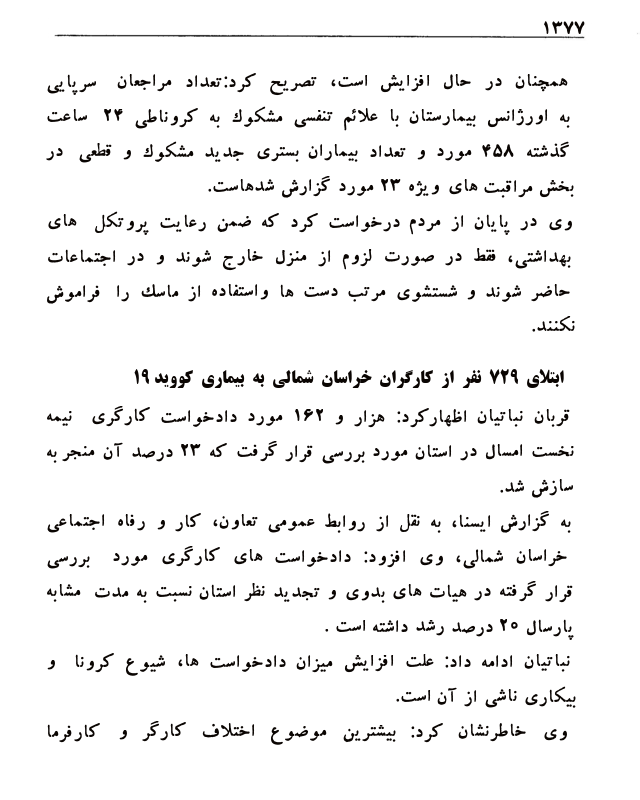 ۱۳۷۷
همچنان در حال افزایش است، تصریح کرد:تعداد مراجعان سرپایی
به اورژانس بیمارستان با علائم تنفسی مشکوك به کروناطی ۲۴ ساعت
گذشته ۴۵۸ مورد و تعداد بیماران بستری جدید مشکوك و قطعی در
بخش مراقبت های ویژه ۲۳ مورد گزارش شدهاست.
وی در پایان از مردم درخواست کرد که ضمن رعایت پروتکل های
بهداشتی، فقط در صورت لزوم از منزل خارج شوند و در اجتماعات
حاضر شوند و شستشوی مرتب دست ها واستفاده از ماسك را فراموش
نکنند.
ابتلای ۷۲۹ نفر از کارگران خراسان شمالی به بیماری کووید ۱۹
قربان نباتیان اظهارکرد: هزار و ۱۶۲ مورد دادخواست کارگری نیمه
نخست امسال در استان مورد بررسی قرار گرفت که ۲۳ درصد آن منجر به
سازش شد.
به گزارش ایسنا، به نقل از روابط عمومی تعاون، کار و رفاه اجتماعی
خراسان شمالی، وی افزود: دادخواست های کارگری مورد بررسی
قرار گرفته در هیات های بدوی و تجدید نظر استان نسبت به مدت مشابه
پارسال ۲۰ درصد رشد داشته است .
نباتیان ادامه داد: علت افزایش میزان دادخواست ها، شیوع کرونا و
بیکاری ناشی از آن است.
وی خاطرنشان کرد: بیشترین موضوع اختلاف کارگر و کارفرما